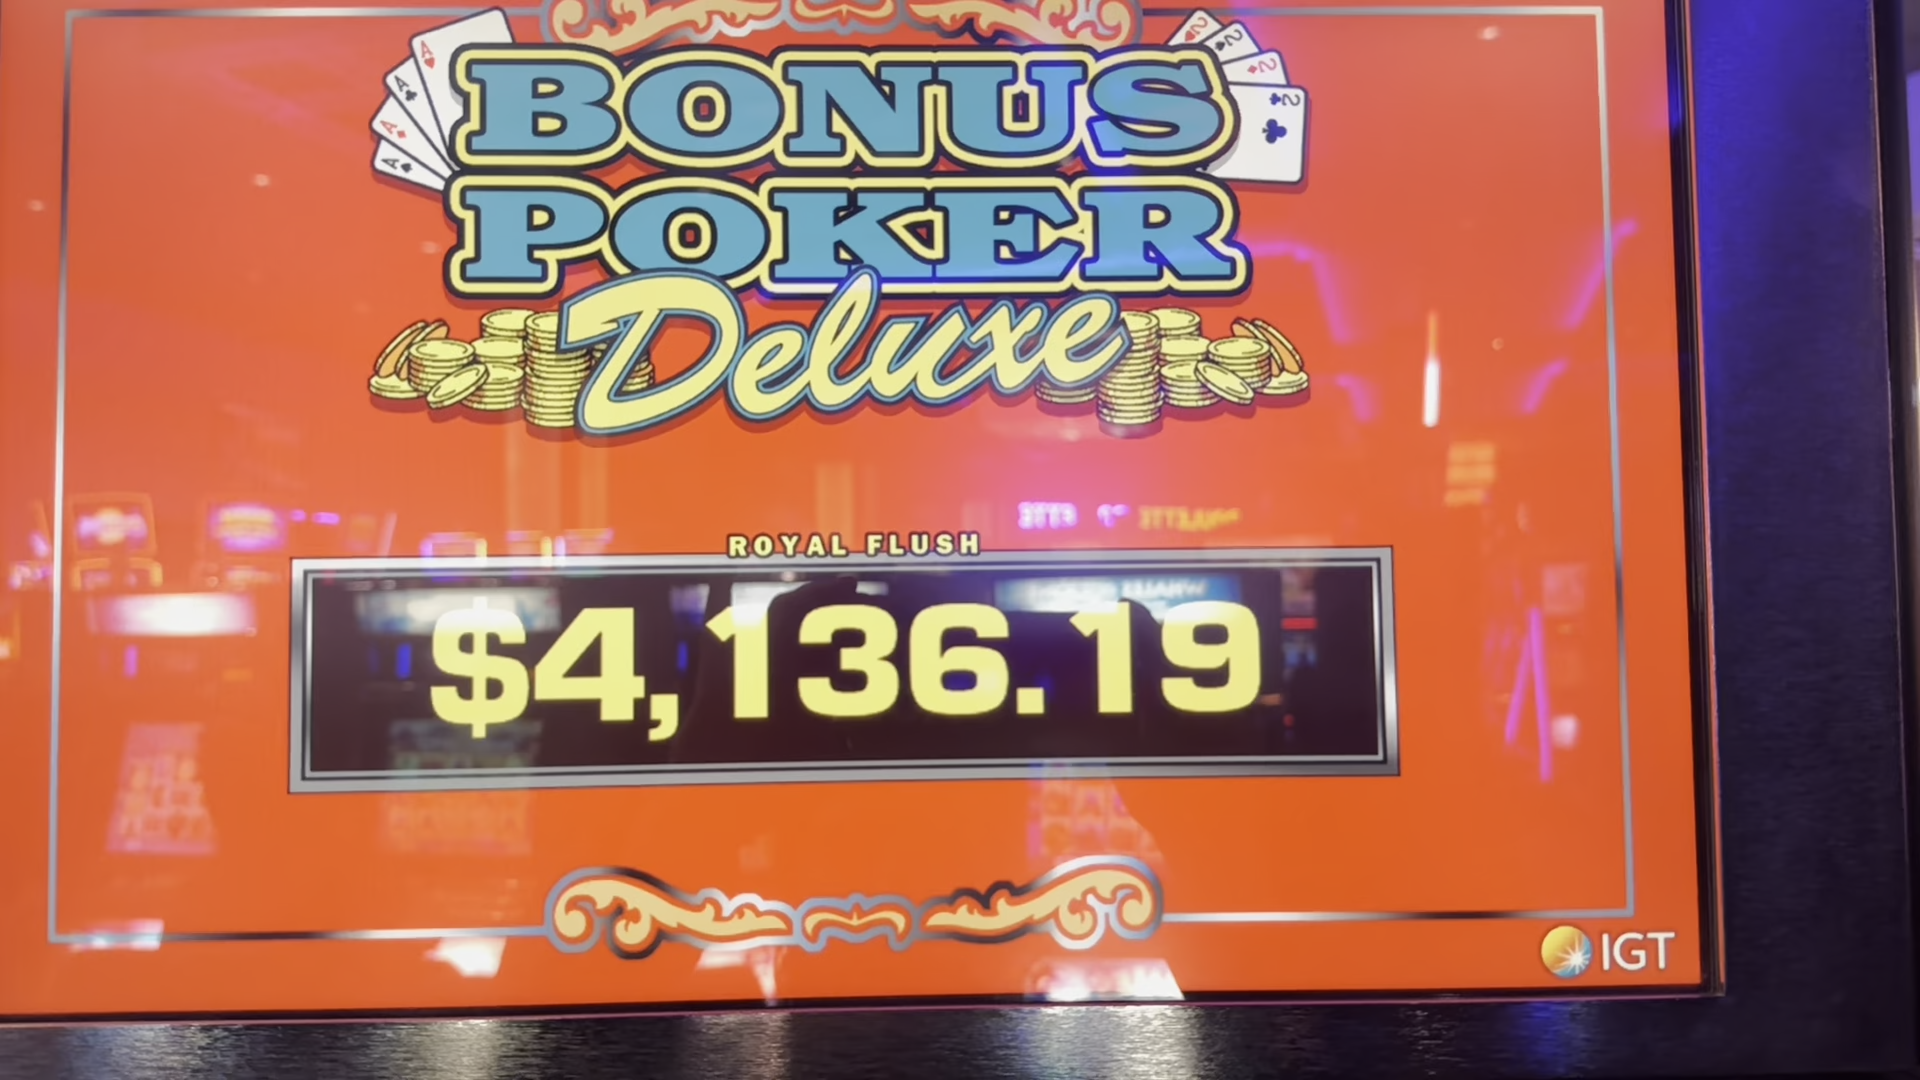 BONUS
POKER
Deluxe
ROYAL FLUSH
$4,136.19
IGT